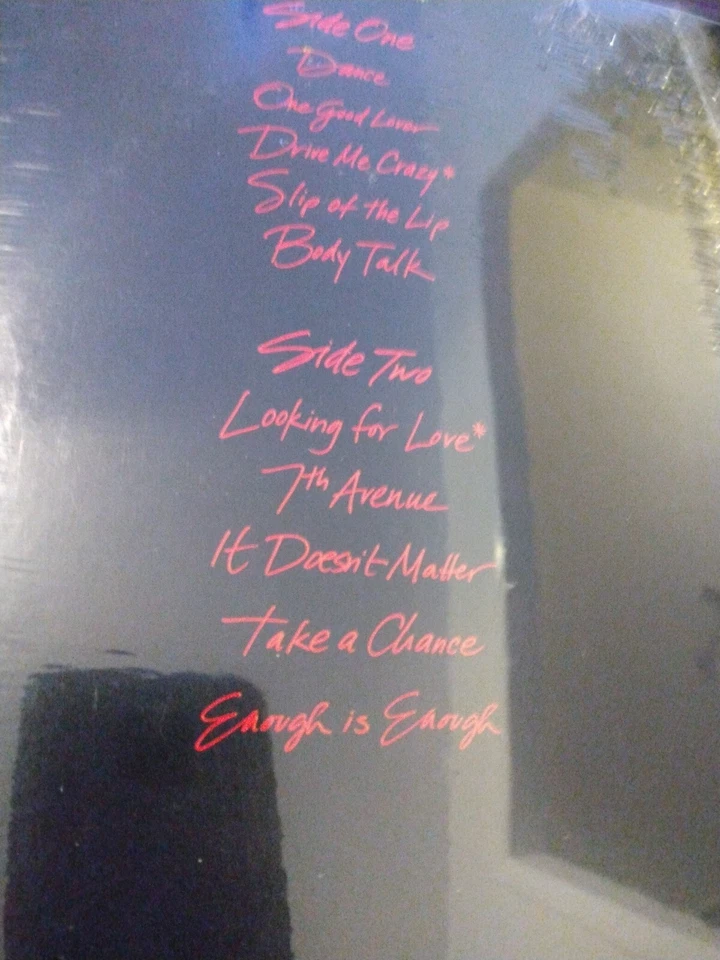 Side One
Dance
One Good Lover
Drive Me Crazy*
Slip of the Lip
Body Talk
Side Two
Looking for Love*
7th Avenue
It Doesn't Matter
Take a Chance
Enough is Enough